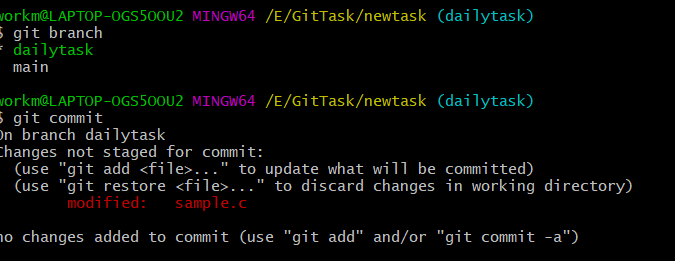 workm@LAPTOP-OGS5OOU2 MINGW64 /E/GitTask/newtask (dailytask)
$ git branch
* dailytask
  main
workm@LAPTOP-OGS5OOU2 MINGW64 /E/GitTask/newtask (dailytask)
$ git commit
On branch dailytask
Changes not staged for commit:
  (use "git add <file>..." to update what will be committed)
  (use "git restore <file>..." to discard changes in working directory)
        modified:   sample.c
no changes added to commit (use "git add" and/or "git commit -a")